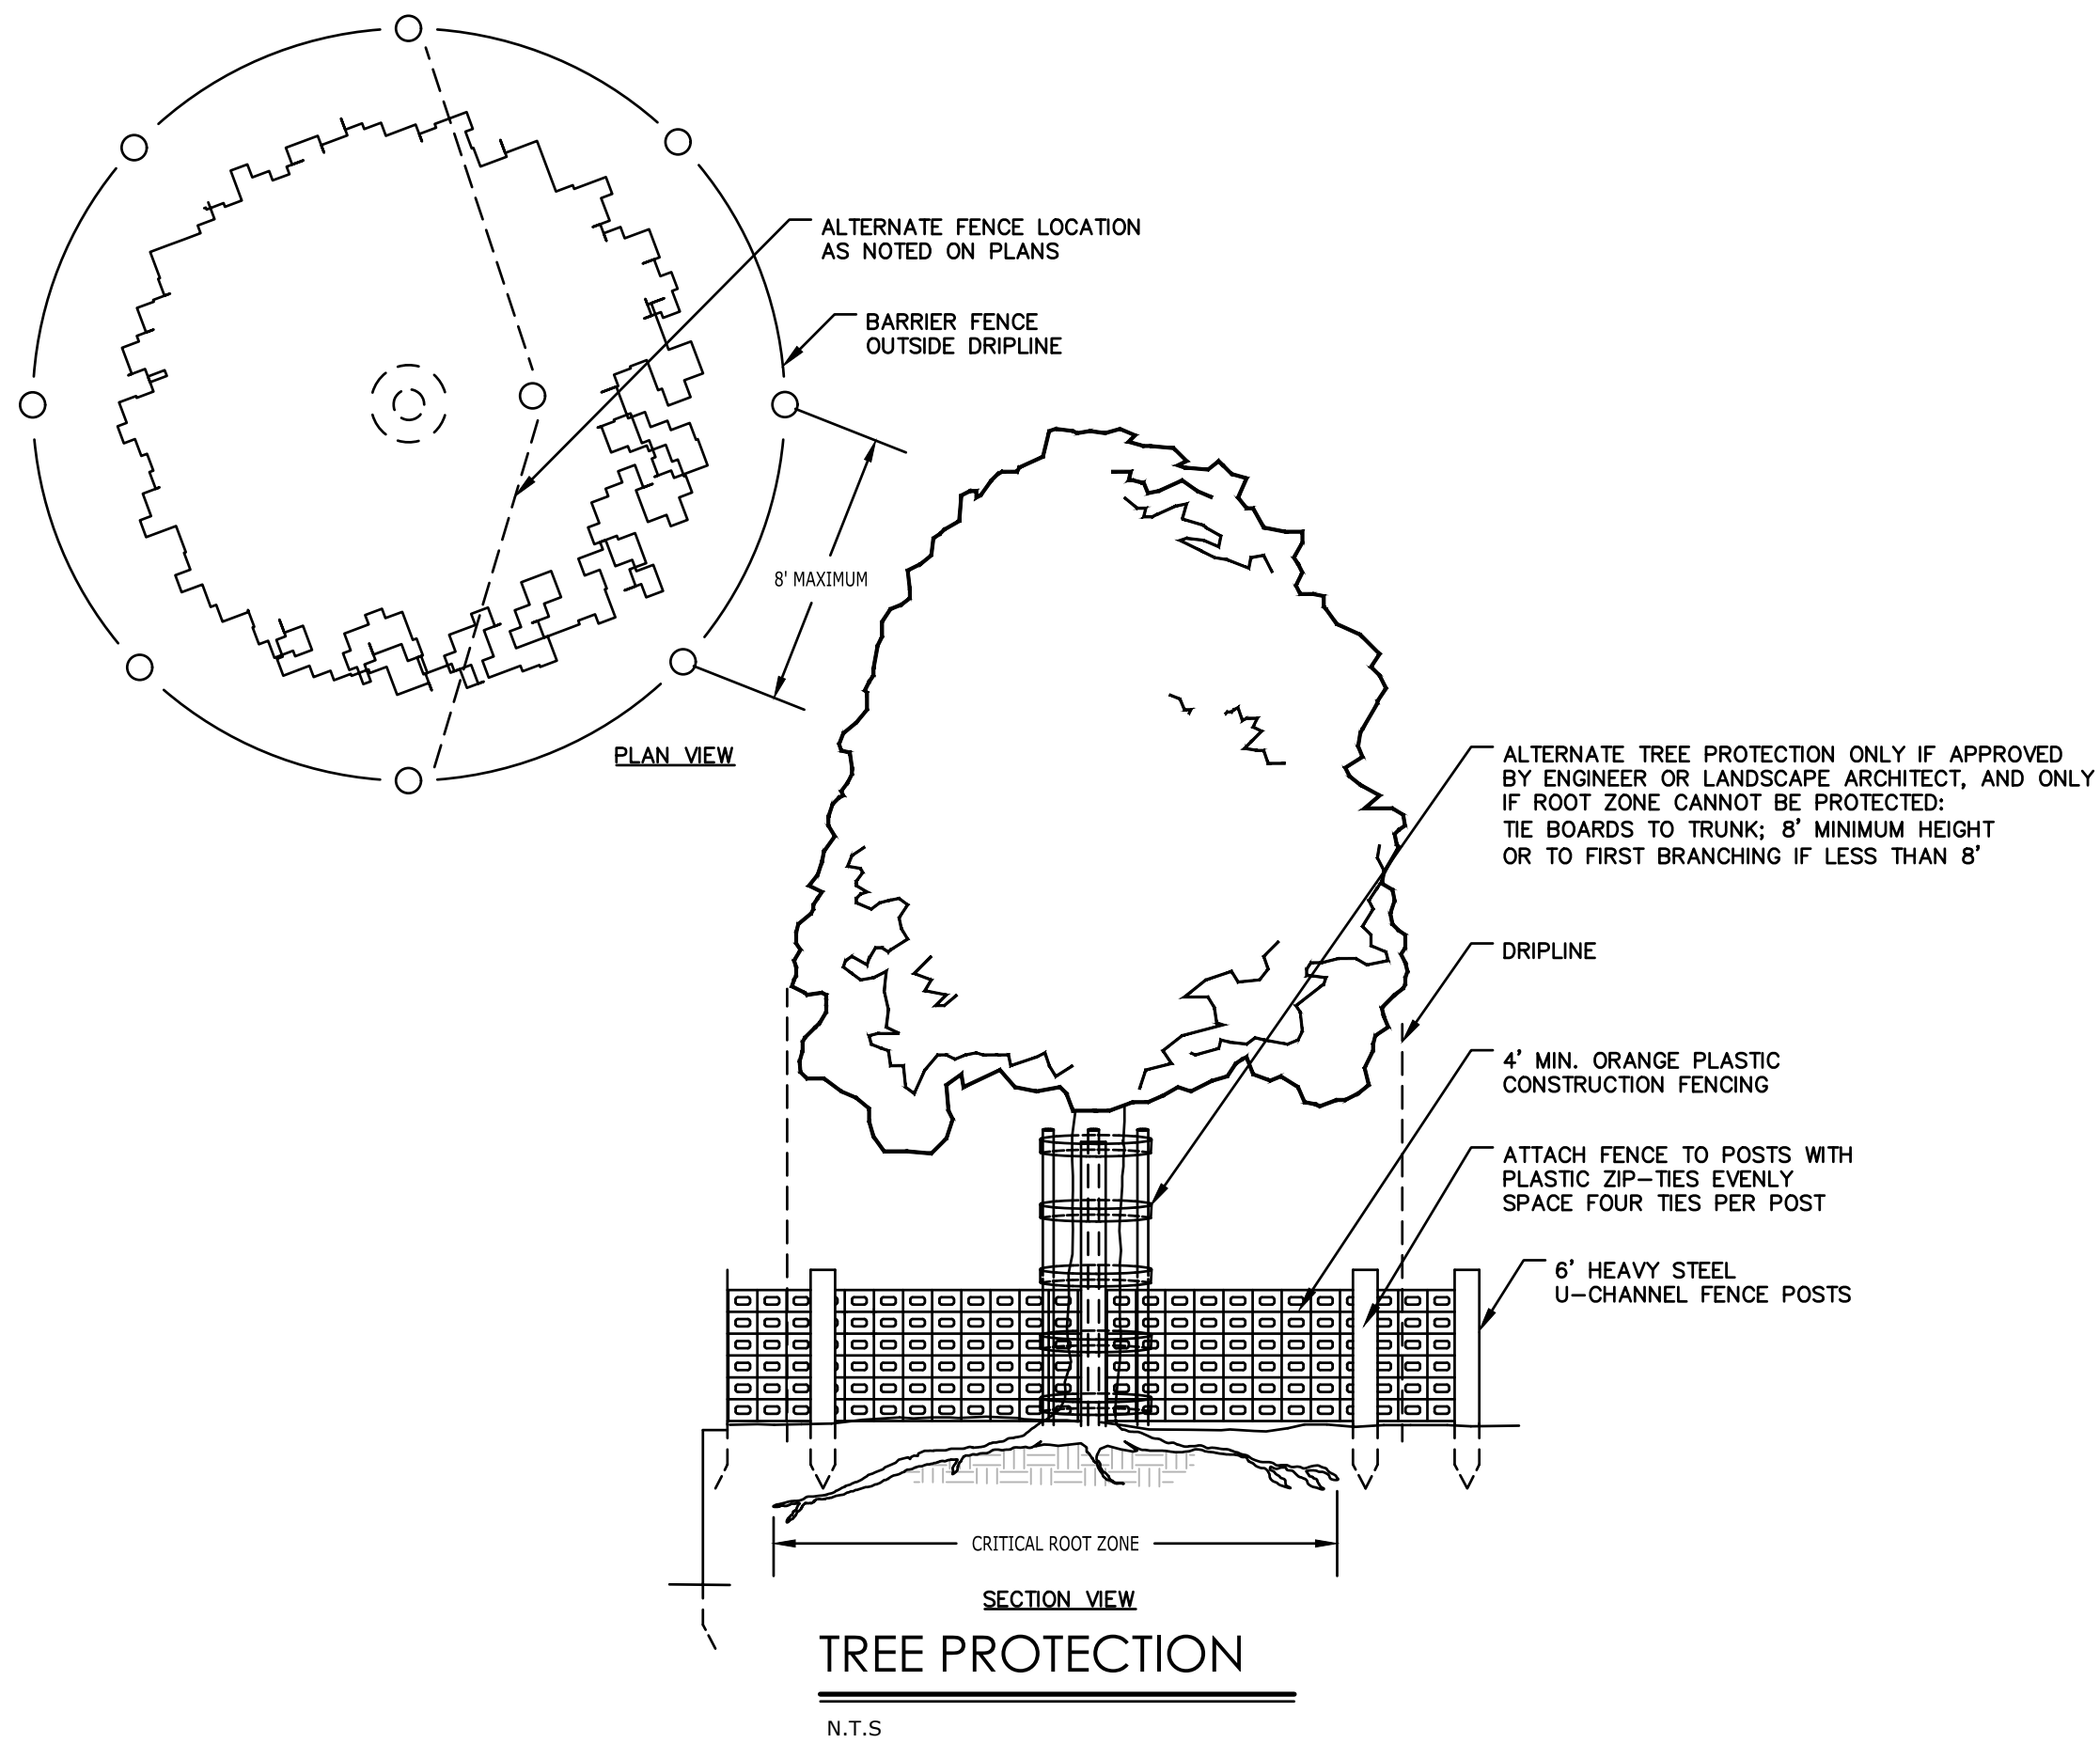 ALTERNATE FENCE LOCATION
AS NOTED ON PLANS
BARRIER FENCE
OUTSIDE DRIPLINE
8' MAXIMUM
PLAN VIEW
ALTERNATE TREE PROTECTION ONLY IF APPROVED
BY ENGINEER OR LANDSCAPE ARCHITECT, AND ONLY
IF ROOT ZONE CANNOT BE PROTECTED:
TIE BOARDS TO TRUNK; 8' MINIMUM HEIGHT
OR TO FIRST BRANCHING IF LESS THAN 8'
DRIPLINE
4' MIN. ORANGE PLASTIC
CONSTRUCTION FENCING
ATTACH FENCE TO POSTS WITH
PLASTIC ZIP-TIES EVENLY
SPACE FOUR TIES PER POST
6' HEAVY STEEL
U-CHANNEL FENCE POSTS
CRITICAL ROOT ZONE
SECTION VIEW
TREE PROTECTION
N.T.S